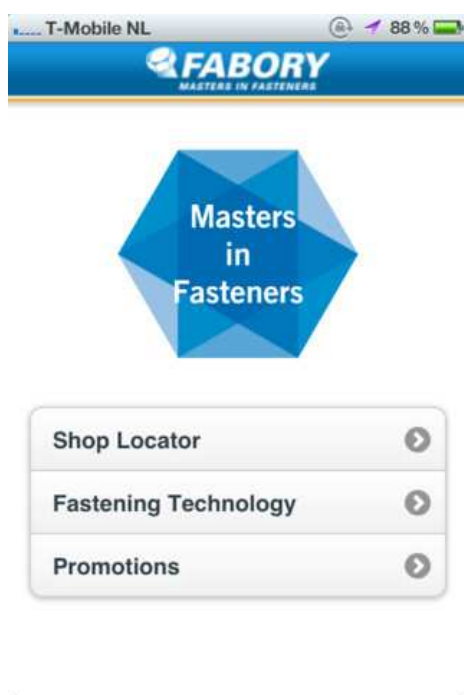 T-Mobile NL 88 %
FABORY
MASTERS IN FASTENERS
Masters
in
Fasteners
Shop Locator
Fastening Technology
Promotions